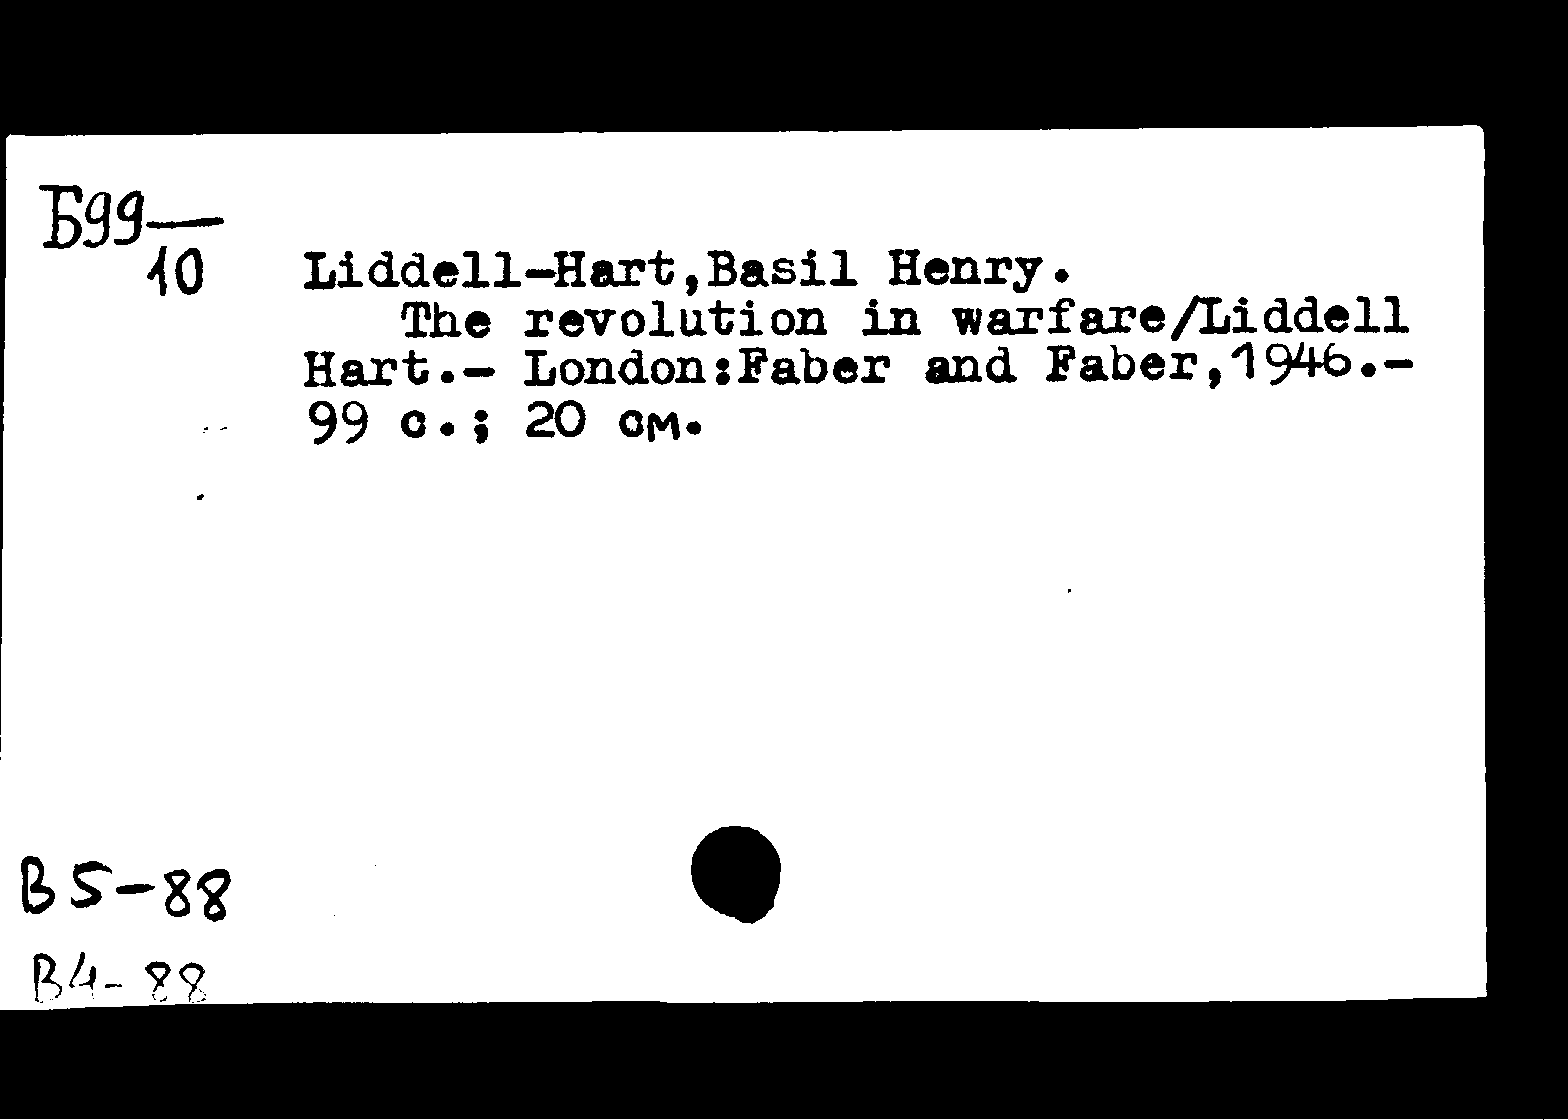 Б99—
10
Liddell-Hart,Basil Henry.
The revolution in warfare/Liddell
Hart.- London:Faber and Faber,1946.-
99 с.; 20 см.
В5-88
В4-88